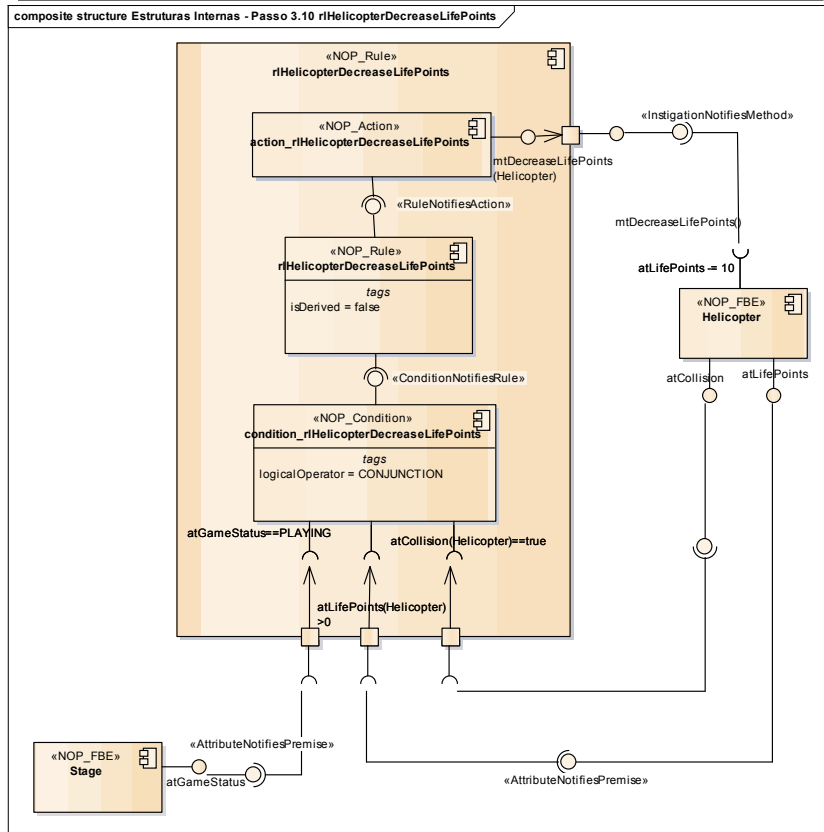 composite structure Estruturas Internas - Passo 3.10 rlHelicopterDecreaseLifePoints
«NOP_Rule»
rlHelicopterDecreaseLifePoints
«NOP_Action»
action_rlHelicopterDecreaseLifePoints
«InstigationNotifiesMethod»
mtDecreaseLifePoints
(Helicopter)
«RuleNotifiesAction»
mtDecreaseLifePoints()
«NOP_Rule»
rlHelicopterDecreaseLifePoints
tags
isDerived = false
atLifePoints -= 10
«NOP_FBE»
Helicopter
«ConditionNotifiesRule»
atCollision
atLifePoints
«NOP_Condition»
condition_rlHelicopterDecreaseLifePoints
tags
logicalOperator = CONJUNCTION
atGameStatus==PLAYING
atCollision(Helicopter)==true
atLifePoints(Helicopter)
>0
«AttributeNotifiesPremise»
«NOP_FBE»
Stage
atGameStatus
«AttributeNotifiesPremise»